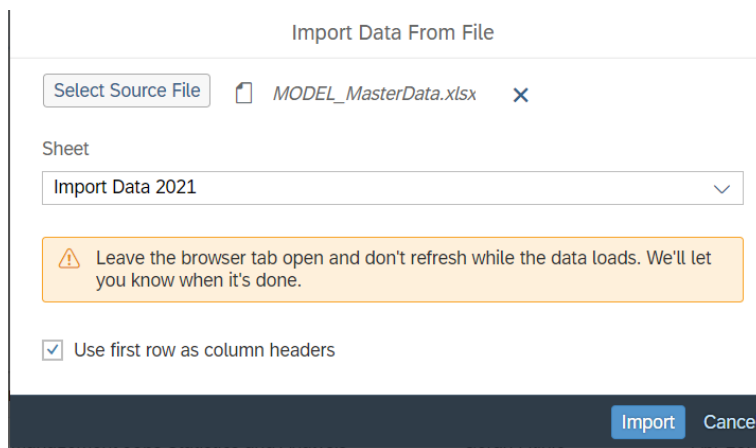 Import Data From File
Select Source File
MODEL_MasterData.xlsx
Sheet
Import Data 2021
Leave the browser tab open and don't refresh while the data loads. We'll let
you know when it's done.
Use first row as column headers
Import Cance